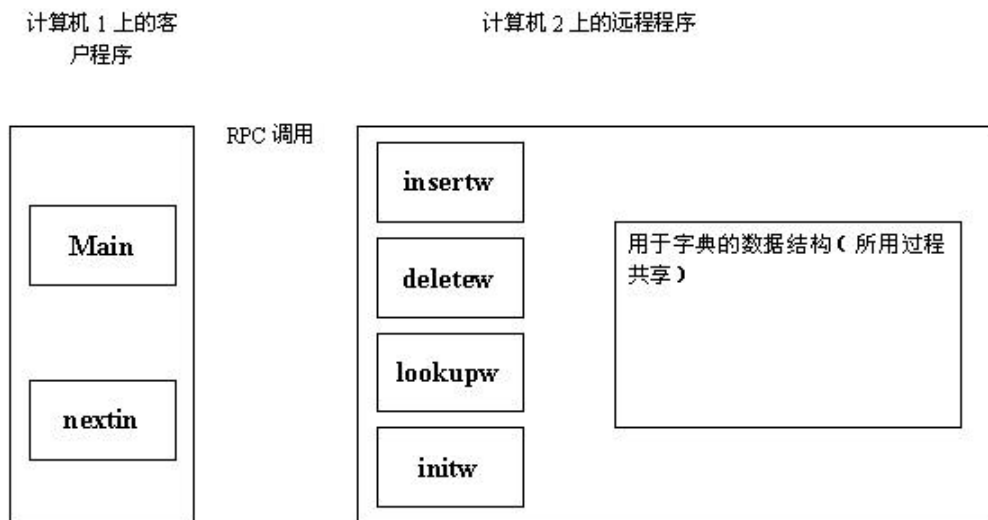 计算机 1 上的客
户程序
计算机 2 上的远程程序
RPC 调用
Main
nextin
insertw
deletew
lookupw
initw
用于字典的数据结构（所用过程
共享）